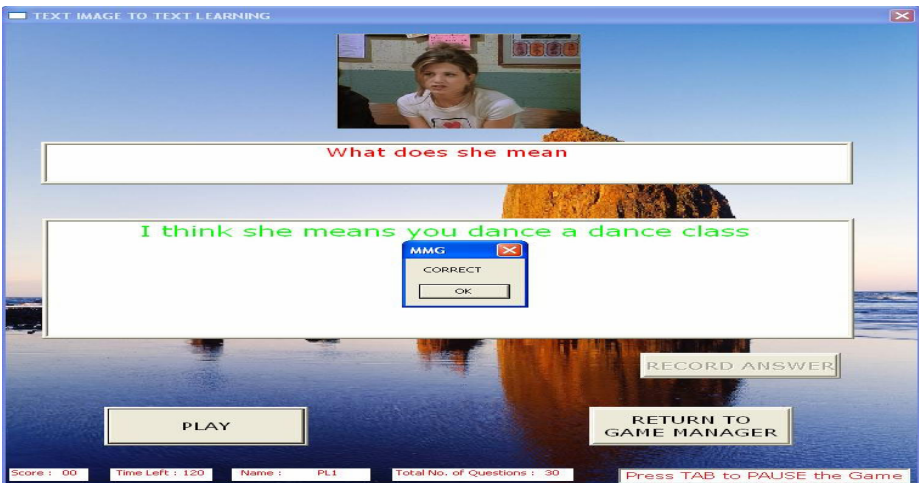 TEXT IMAGE TO TEXT LEARNING
What does she mean
I think she means you dance a dance class
MMG
CORRECT
OK
RECORD ANSWER
PLAY
RETURN TO
GAME MANAGER
Score : 00 Time Left : 120 Name : PL1 Total No. of Questions : 30 Press TAB to PAUSE the Game